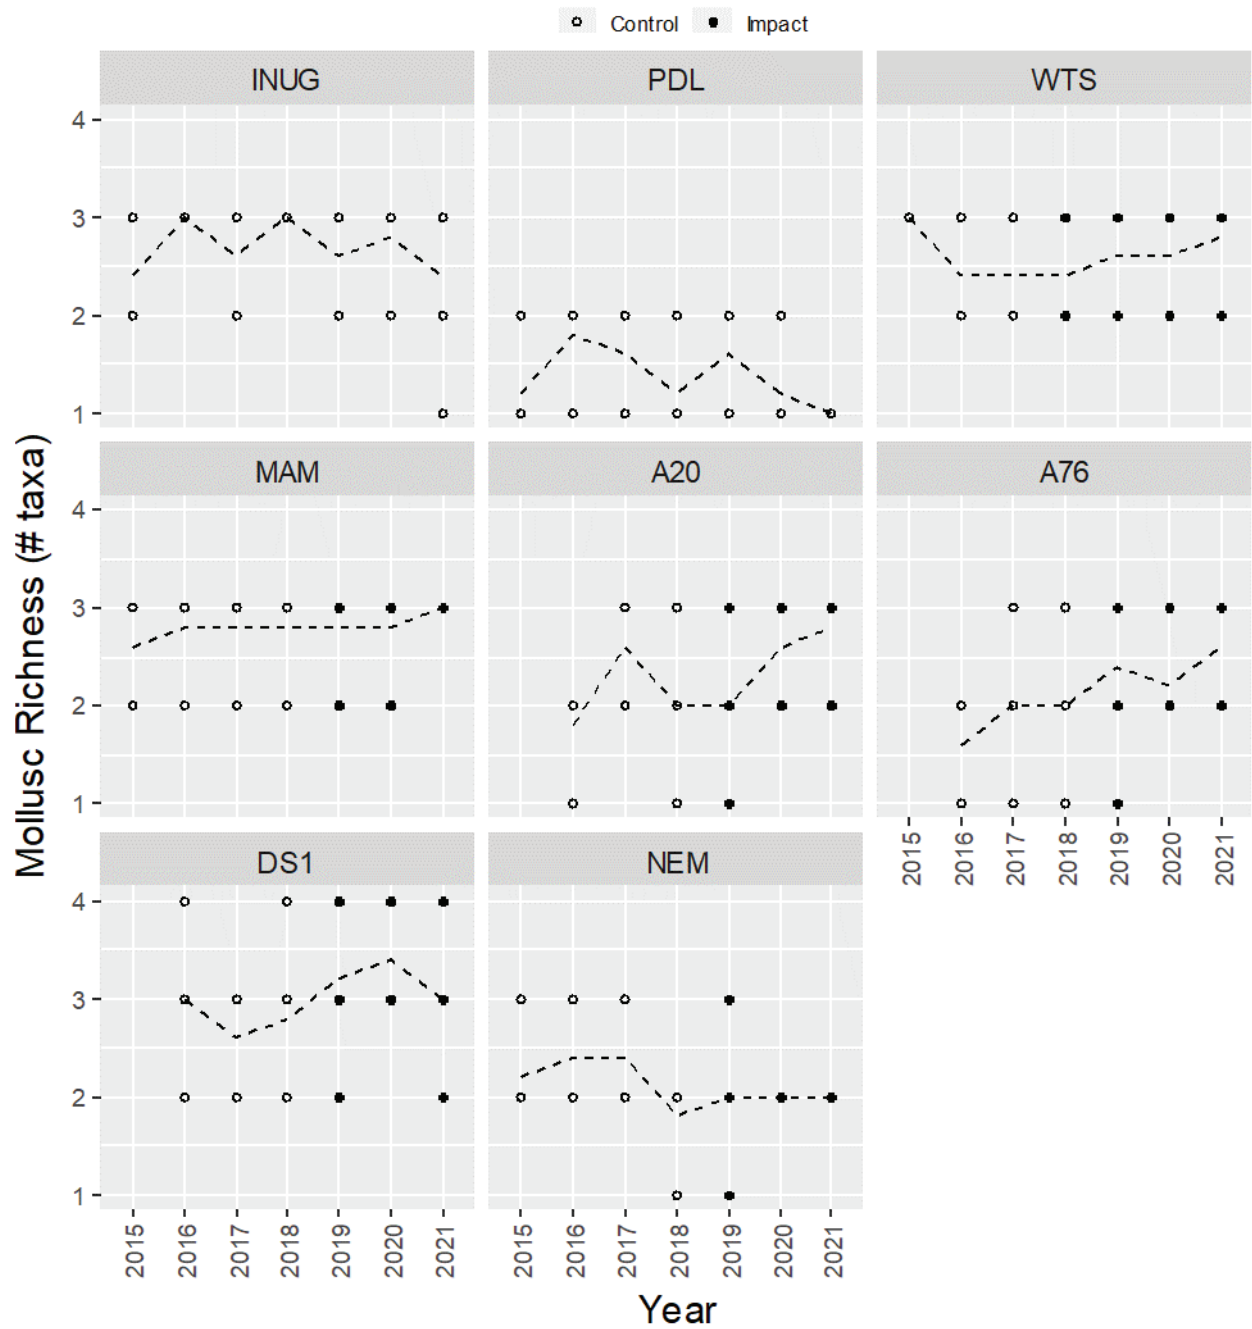 Control Impact
INUG PDL WTS
4
3
2
1
MAM A20 A76
4
3
2
1
2015 2016 2017 2018 2019 2020 2021
DS1 NEM
4
3
2
1
2015 2016 2017 2018 2019 2020 2021 2015 2016 2017 2018 2019 2020 2021
Mollusc Richness (# taxa)
Year